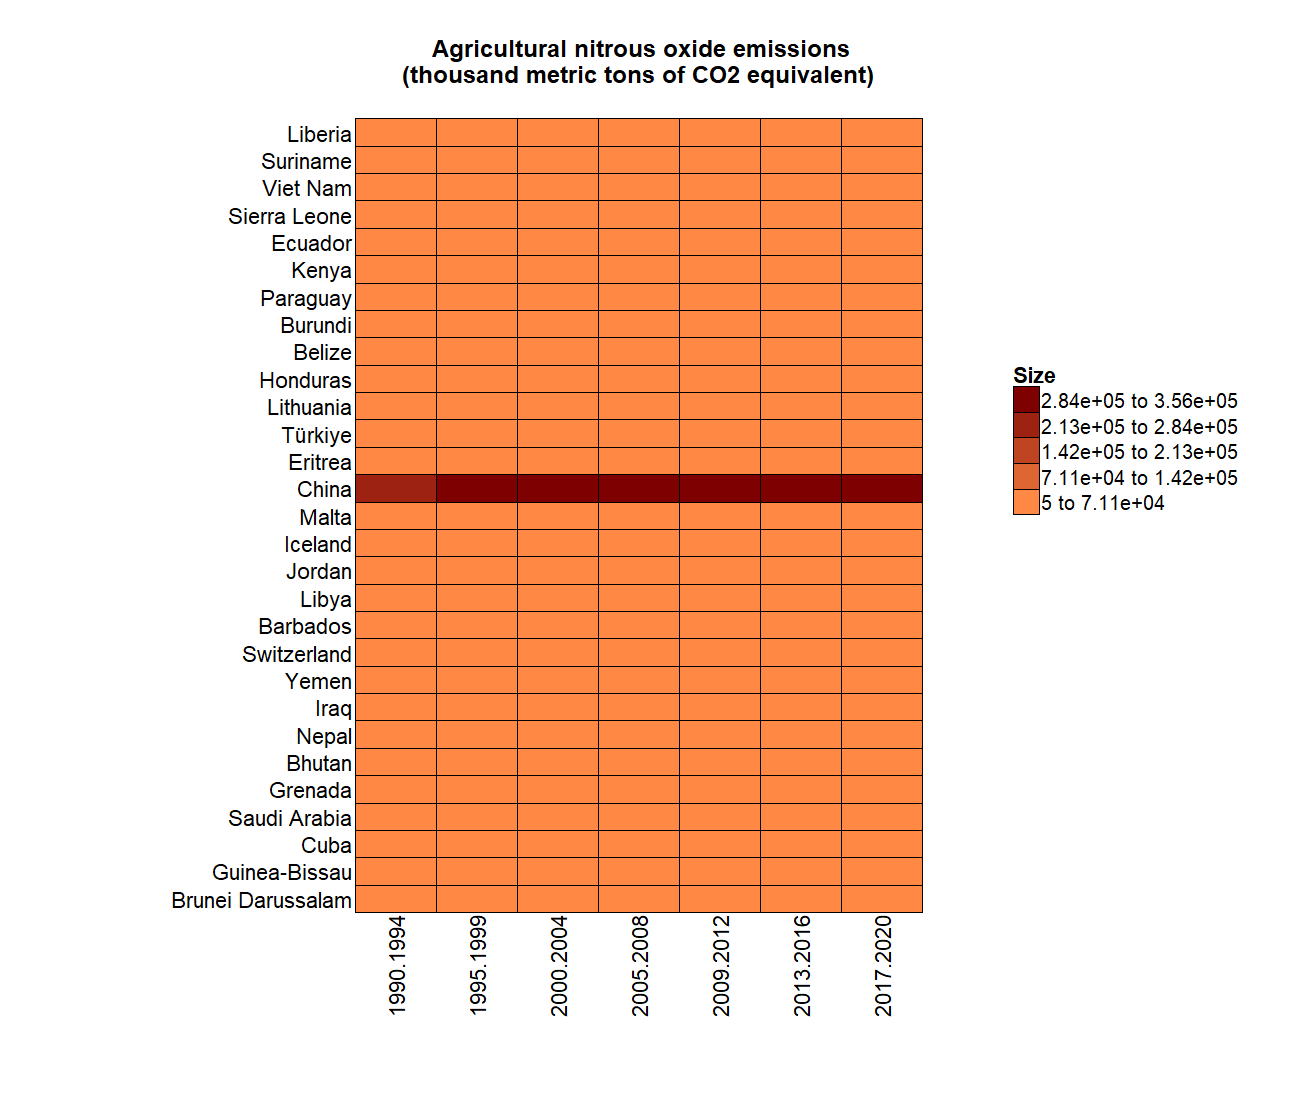 Agricultural nitrous oxide emissions
(thousand metric tons of CO2 equivalent)
Liberia
Suriname
Viet Nam
Sierra Leone
Ecuador
Kenya
Paraguay
Burundi
Belize
Honduras
Lithuania
Türkiye
Eritrea
China
Malta
Iceland
Jordan
Libya
Barbados
Switzerland
Yemen
Iraq
Nepal
Bhutan
Grenada
Saudi Arabia
Cuba
Guinea-Bissau
Brunei Darussalam
1990.1994
1995.1999
2000.2004
2005.2008
2009.2012
2013.2016
2017.2020
Size
2.84e+05 to 3.56e+05
2.13e+05 to 2.84e+05
1.42e+05 to 2.13e+05
7.11e+04 to 1.42e+05
5 to 7.11e+04